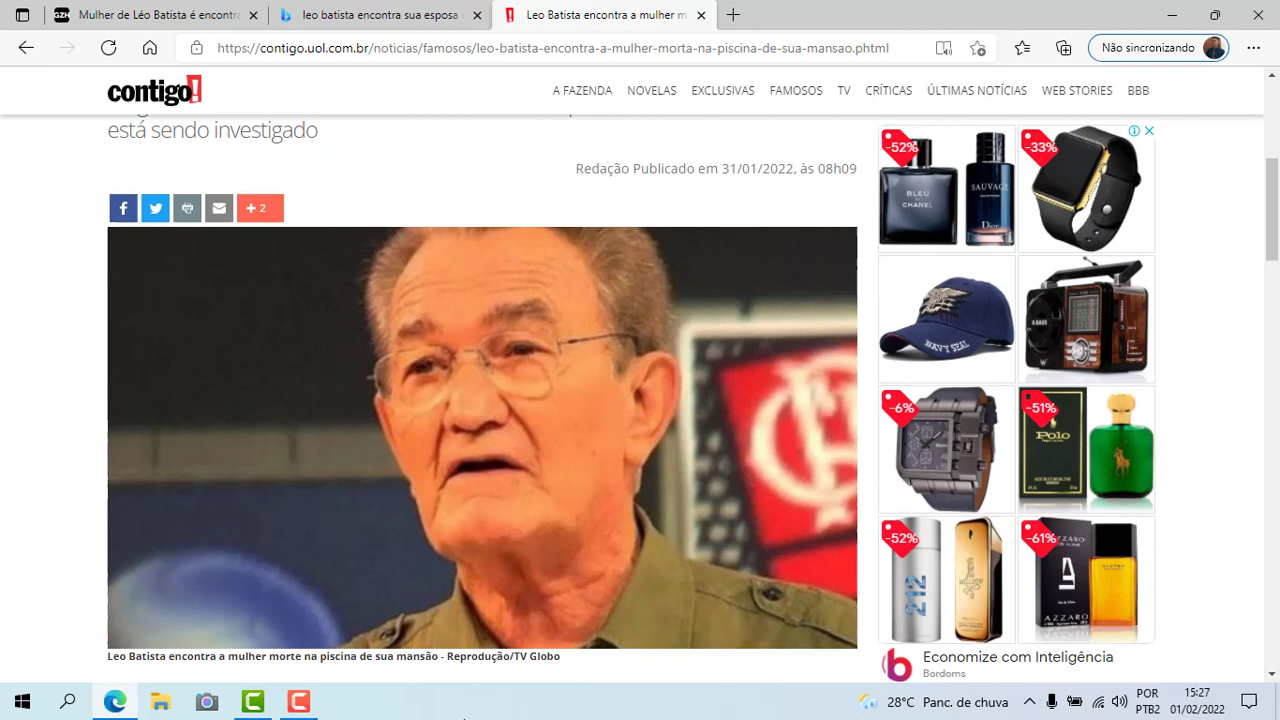 Mulher é encontrada morta e
leo batista encontra sua esposa m
Leo Batista encontra a mulher m
https://contigo.uol.com.br/noticias/famosos/leo-batista-encontra-a-mulher-morta-na-piscina-de-sua-mansao.phtml
Não sincronizando
contigo!
A FAZENDA NOVELAS EXCLUSIVAS FAMOSOS TV CRÍTICAS ÚLTIMAS NOTÍCIAS WEB STORIES BBB
está sendo investigado
Redação Publicado em 31/01/2022, às 08h09
+ 2
Leo Batista encontra a mulher morte na piscina de sua mansão - Reprodução/TV Globo
-52%
BLEU DE CHANEL
SAUVAGE
Dior
-33%
NAVY SEAL
BASS
-6%
-51%
Polo
-52%
212
-61%
AZZARO
AZZARO
Economize com Inteligência
Bordoms
28°C Panc. de chuva
POR
PTB2
15:27
01/02/2022